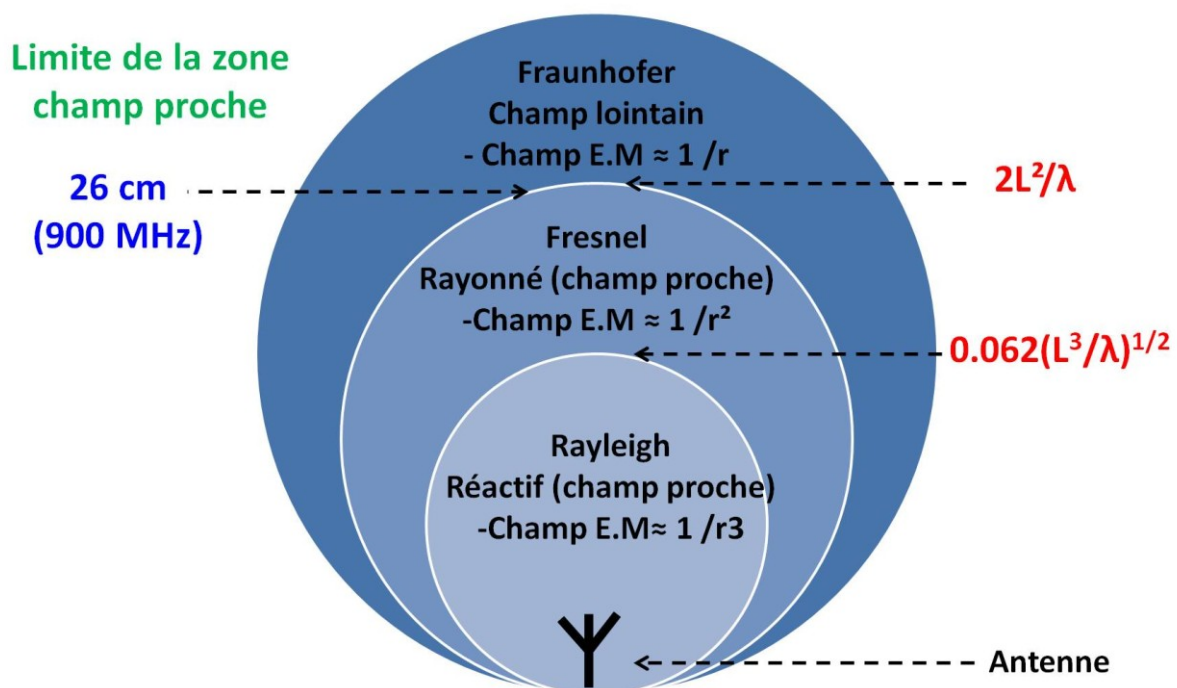 Limite de la zone
champ proche
26 cm
(900 MHz)
Fraunhofer
Champ lointain
- Champ E.M ≈ 1 /r
2L²/λ
Fresnel
Rayonné (champ proche)
-Champ E.M ≈ 1 /r²
0.062(L³/λ)¹/²
Rayleigh
Réactif (champ proche)
-Champ E.M≈ 1 /r3
Antenne